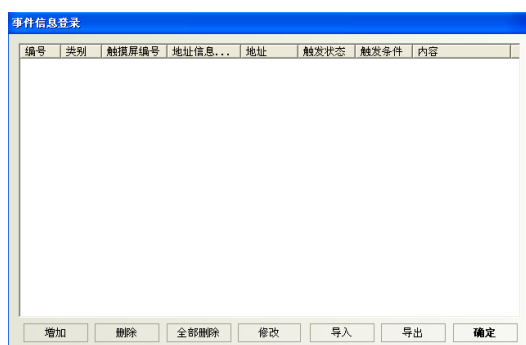 事件信息登录
编号 类别 触摸屏编号 地址信息... 地址 触发状态 触发条件 内容
增加 删除 全部删除 修改 导入 导出 确定